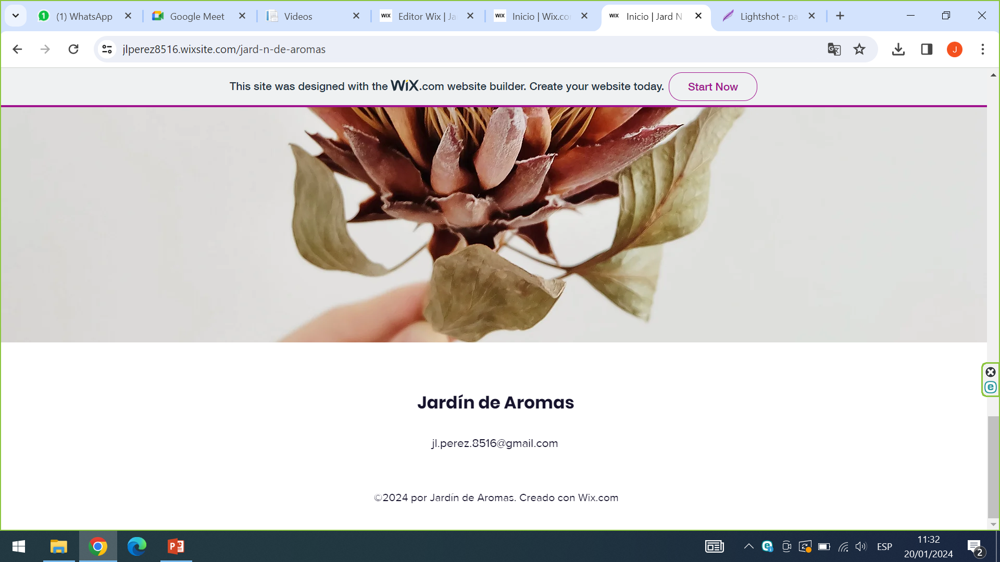 (1) WhatsApp
Google Meet
Videos
WiX
Editor Wix | Ja
WiX
Inicio | Wix.co
WiX
Inicio | Jard N
Lightshot - pa
jlperez8516.wixsite.com/jard-n-de-aromas
J
This site was designed with the WiX.com website builder. Create your website today.
Start Now
Jardín de Aromas
jl.perez.8516@gmail.com
©2024 por Jardín de Aromas. Creado con Wix.com
ESP
11:32
20/01/2024
2